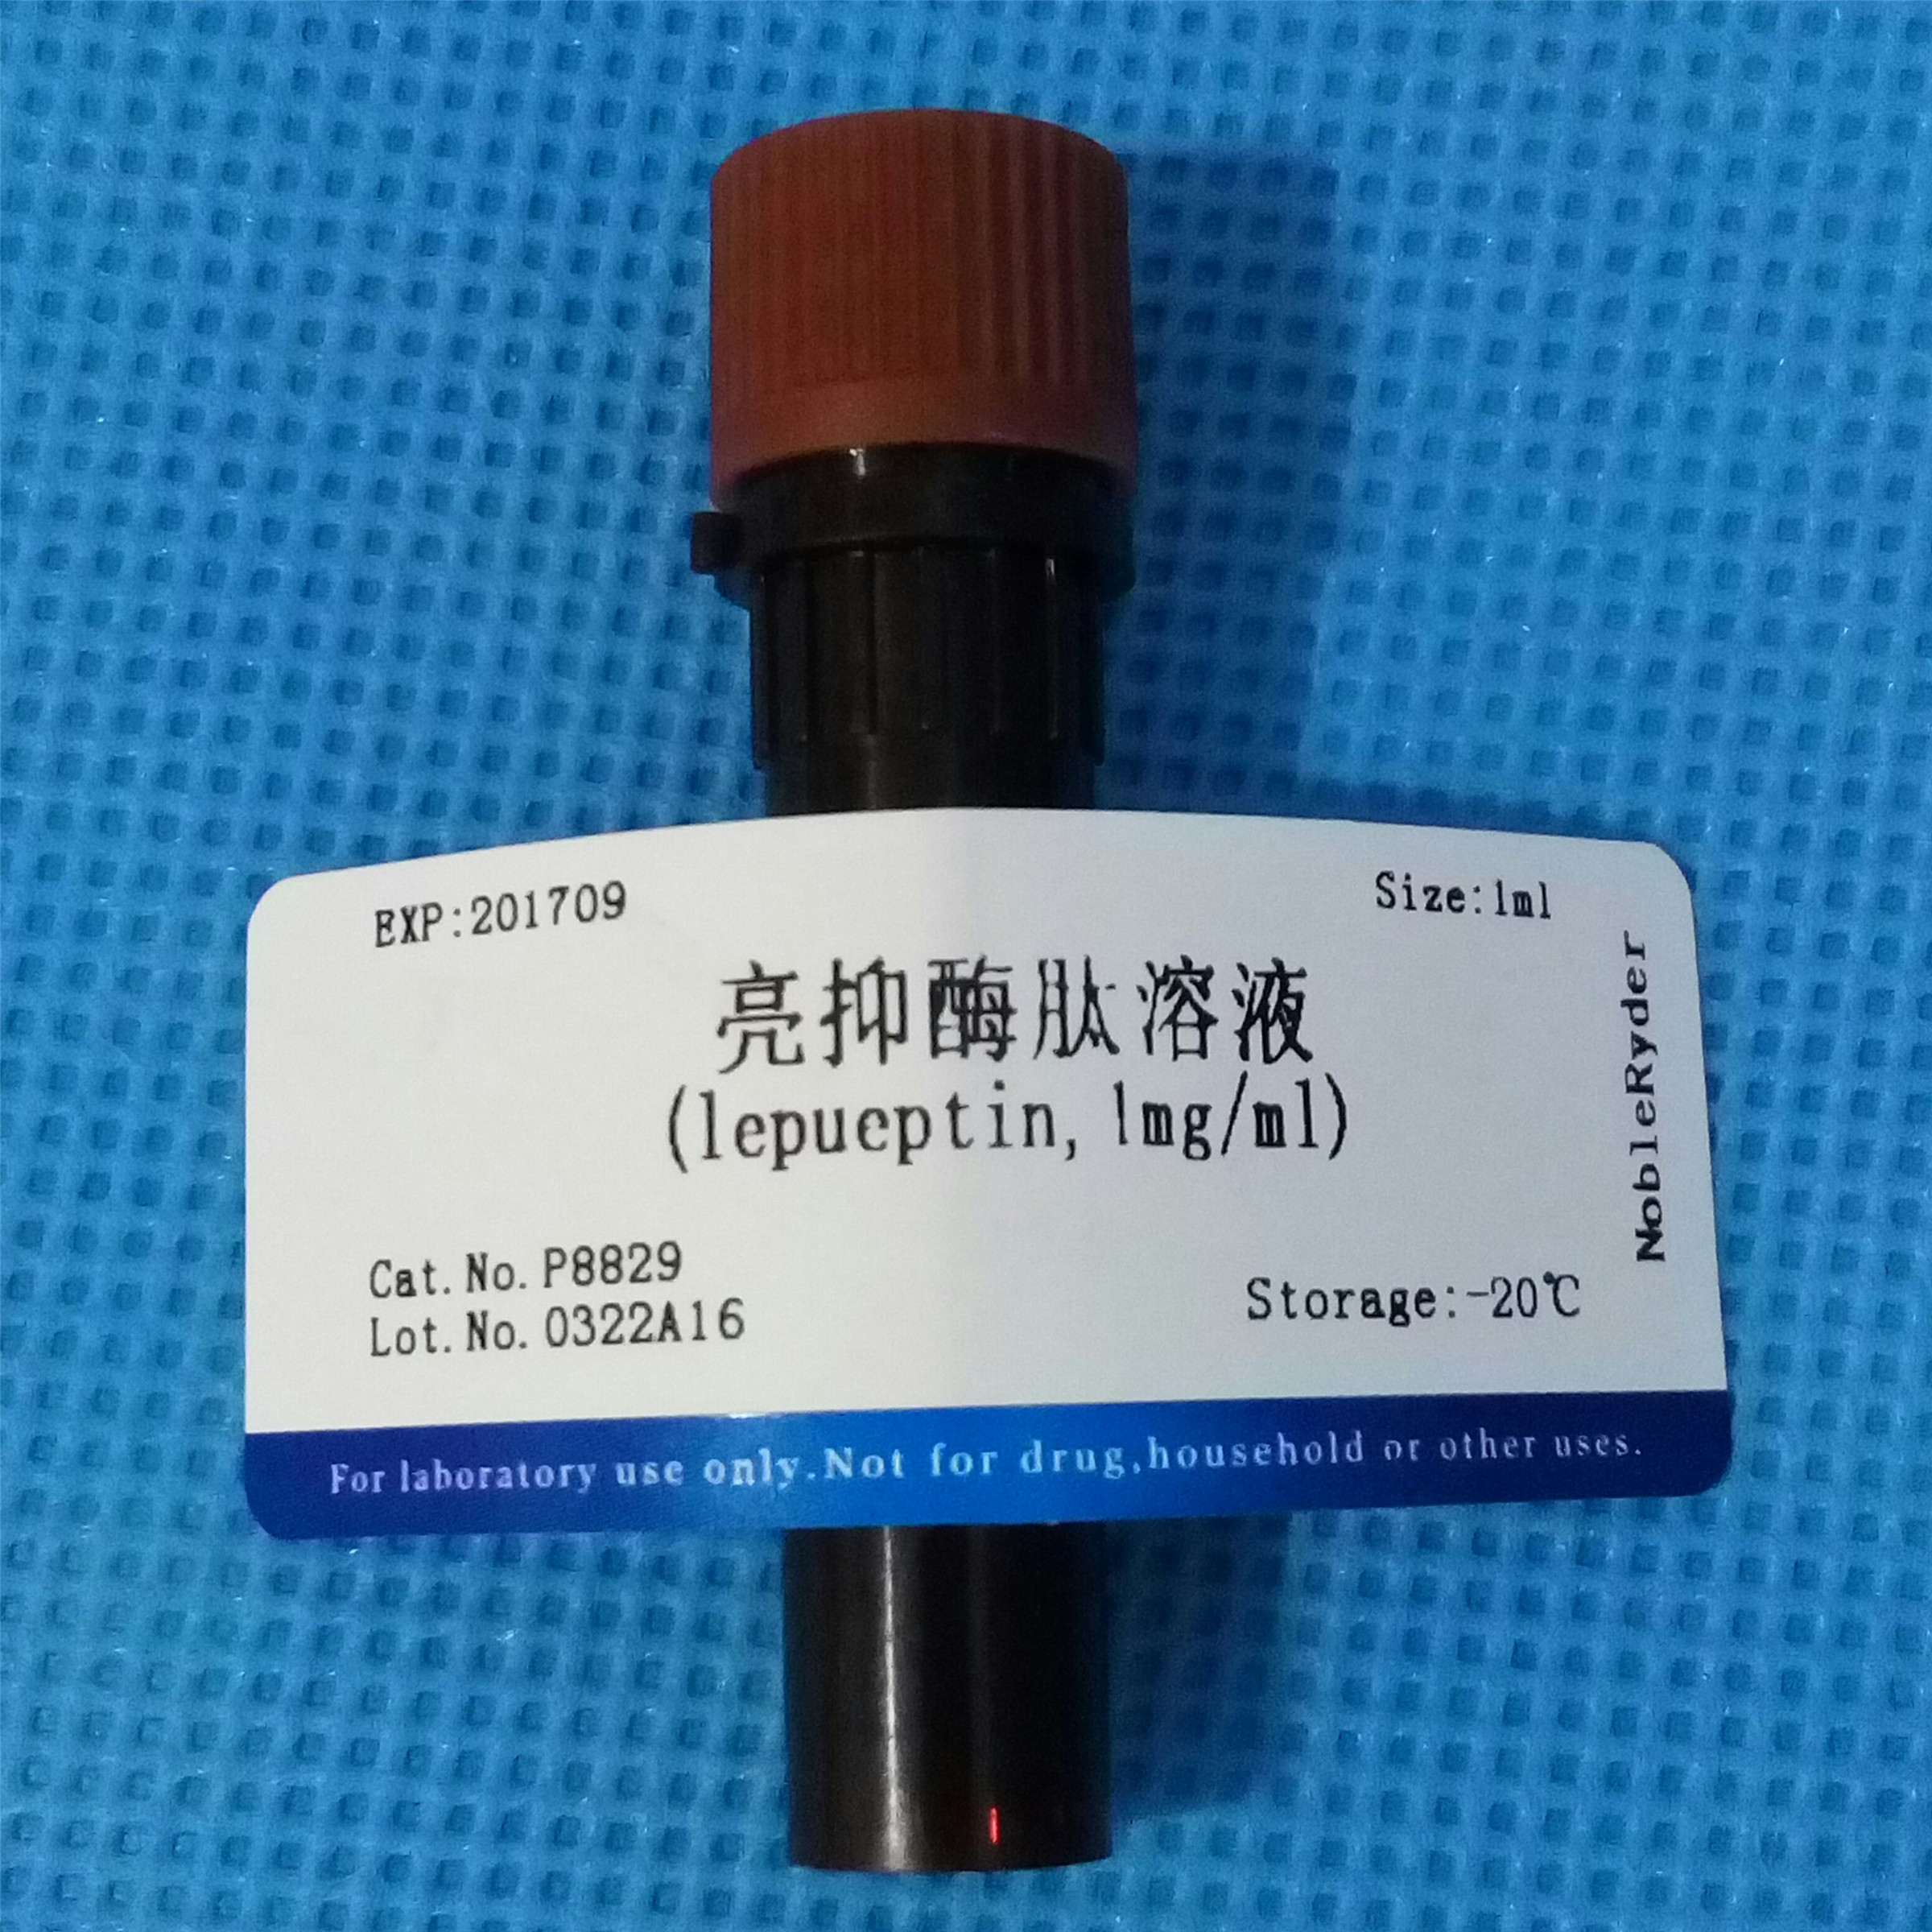 EXP:201709
Size:1ml
亮抑酶肽溶液
(lepueptin, 1mg/ml)
NobleRyder
Cat. No. P8829
Lot. No. 0322A16
Storage:-20℃
For laboratory use only.Not for drug,household or other uses.